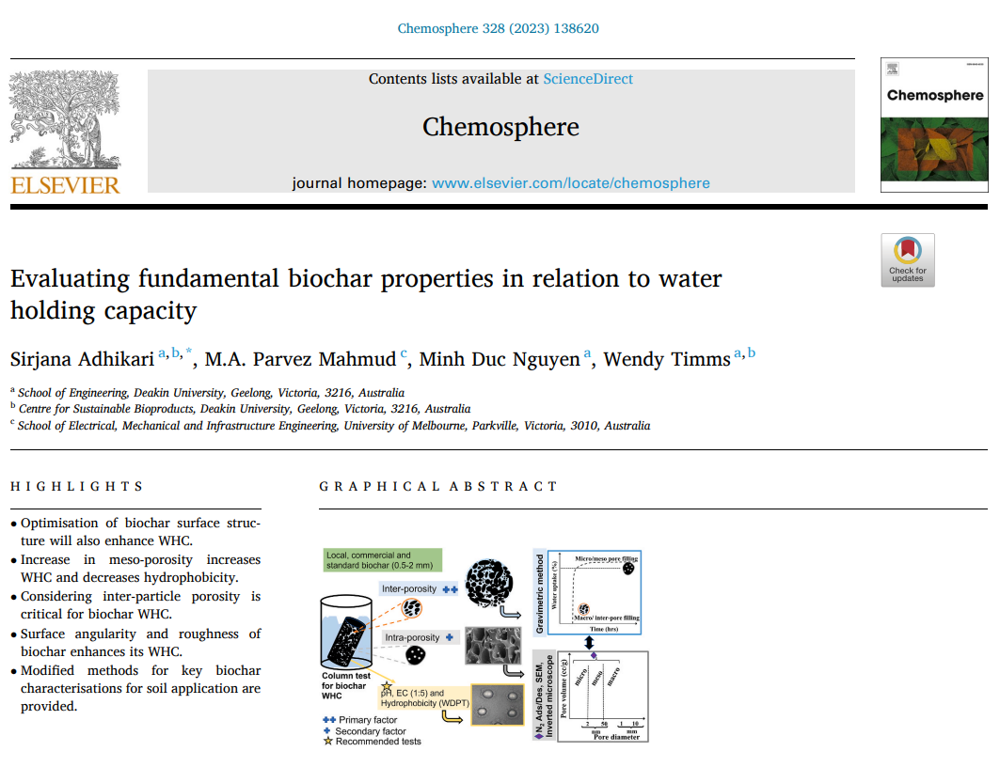 Chemosphere 328 (2023) 138620
Contents lists available at ScienceDirect
Chemosphere
journal homepage: www.elsevier.com/locate/chemosphere
ELSEVIER
Chemosphere
Check for
updates
Evaluating fundamental biochar properties in relation to water
holding capacity
Sirjana Adhikari a,b,*, M.A. Parvez Mahmud c, Minh Duc Nguyen a, Wendy Timms a,b
a School of Engineering, Deakin University, Geelong, Victoria, 3216, Australia
b Centre for Sustainable Bioproducts, Deakin University, Geelong, Victoria, 3216, Australia
c School of Electrical, Mechanical and Infrastructure Engineering, University of Melbourne, Parkville, Victoria, 3010, Australia
HIGHLIGHTS
• Optimisation of biochar surface struc-
ture will also enhance WHC.
• Increase in meso-porosity increases
WHC and decreases hydrophobicity.
• Considering inter-particle porosity is
critical for biochar WHC.
• Surface angularity and roughness of
biochar enhances its WHC.
• Modified methods for key biochar
characterisations for soil application are
provided.
GRAPHICAL ABSTRACT
Local, commercial and
standard biochar (0.5-2 mm)
Inter-porosity
Intra-porosity
Column test
for biochar
WHC
pH, EC (1:5) and
Hydrophobicity (WDPT)
Primary factor
Secondary factor
Recommended tests
Gravimetric method
Water uptake (%)
Micro/meso pore filling
Macro/ inter-pore filling
Time (hrs)
N2 Ads/Des, SEM,
Inverted microscope
Pore volume (cc/g)
micro
meso
macro
2 50 1 10
nm mm
Pore diameter